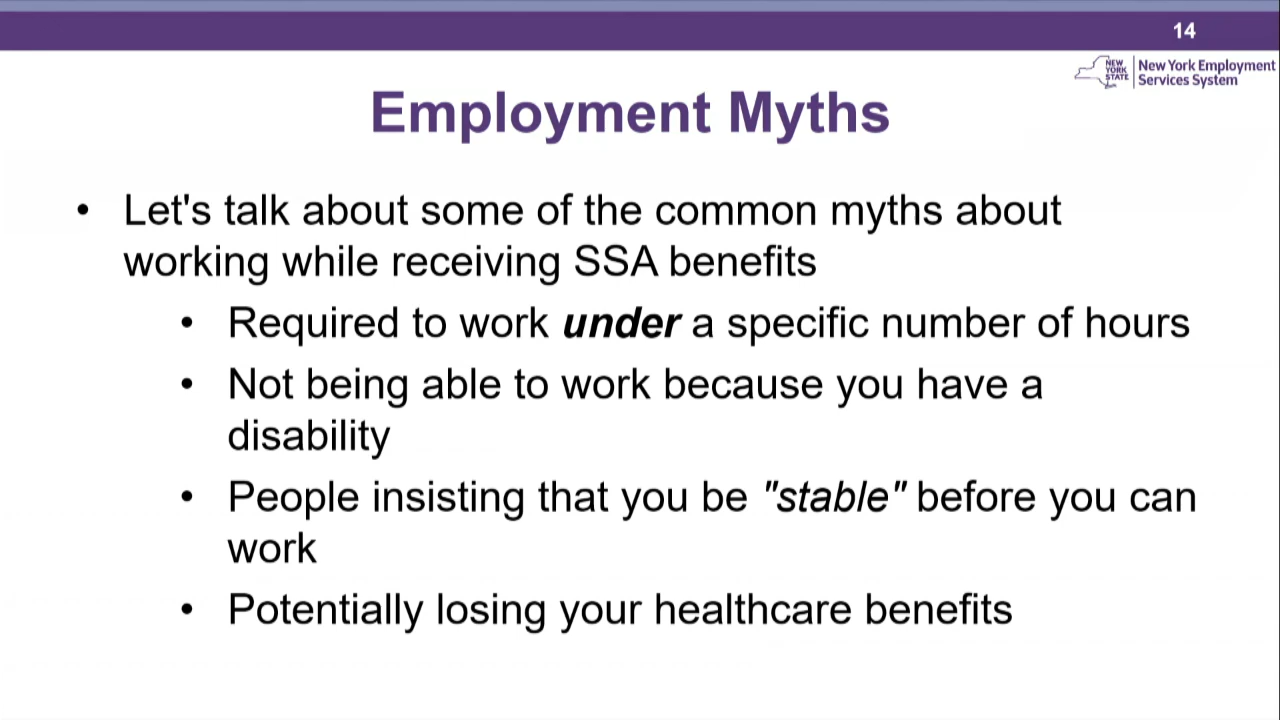 14
NEW
YORK
STATE
New York Employment
Services System
Employment Myths
• Let's talk about some of the common myths about
working while receiving SSA benefits
• Required to work under a specific number of hours
• Not being able to work because you have a
disability
• People insisting that you be "stable" before you can
work
• Potentially losing your healthcare benefits